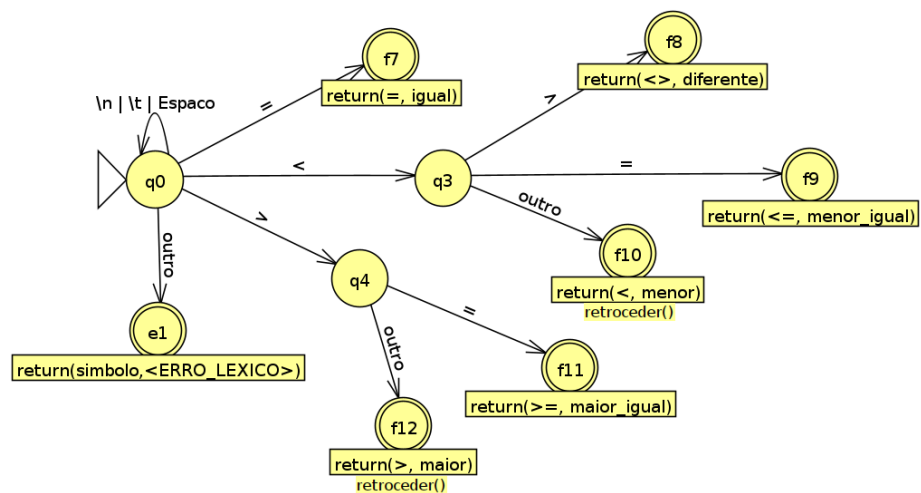 f8
f7
return(<>, diferente)
return(=, igual)
\n | \t | Espaco
=
>
<
=
q0
q3
f9
return(<=, menor_igual)
outro
>
outro
f10
q4
return(<, menor)
retroceder()
=
e1
outro
return(simbolo,<ERRO_LEXICO>)
f11
return(>=, maior_igual)
f12
return(>, maior)
retroceder()